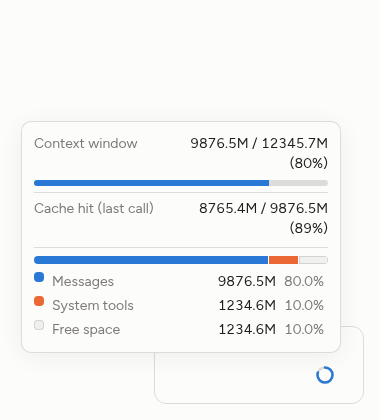 Context window 9876.5M / 12345.7M
(80%)
Cache hit (last call) 8765.4M / 9876.5M
(89%)
Messages 9876.5M 80.0%
System tools 1234.6M 10.0%
Free space 1234.6M 10.0%